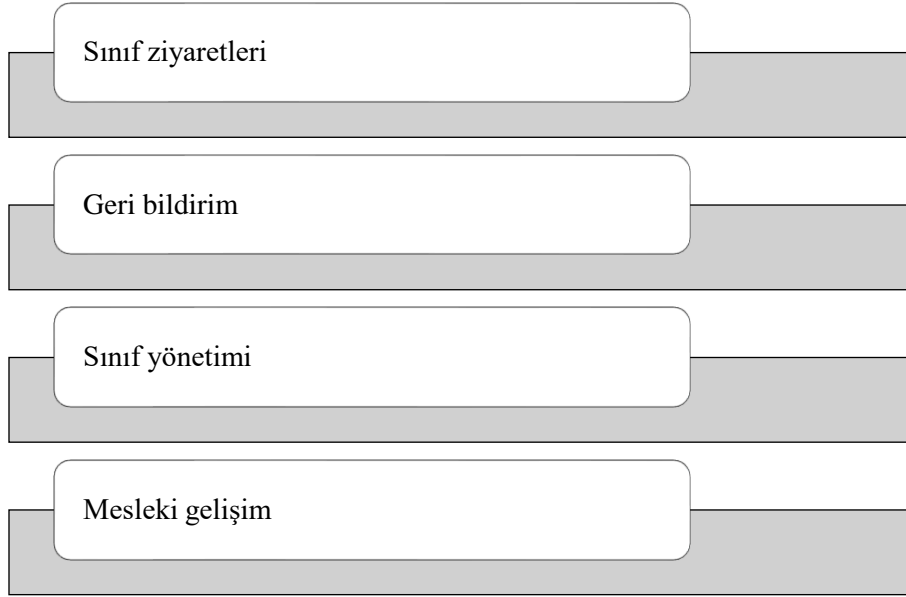 Sınıf ziyaretleri
Geri bildirim
Sınıf yönetimi
Mesleki gelişim